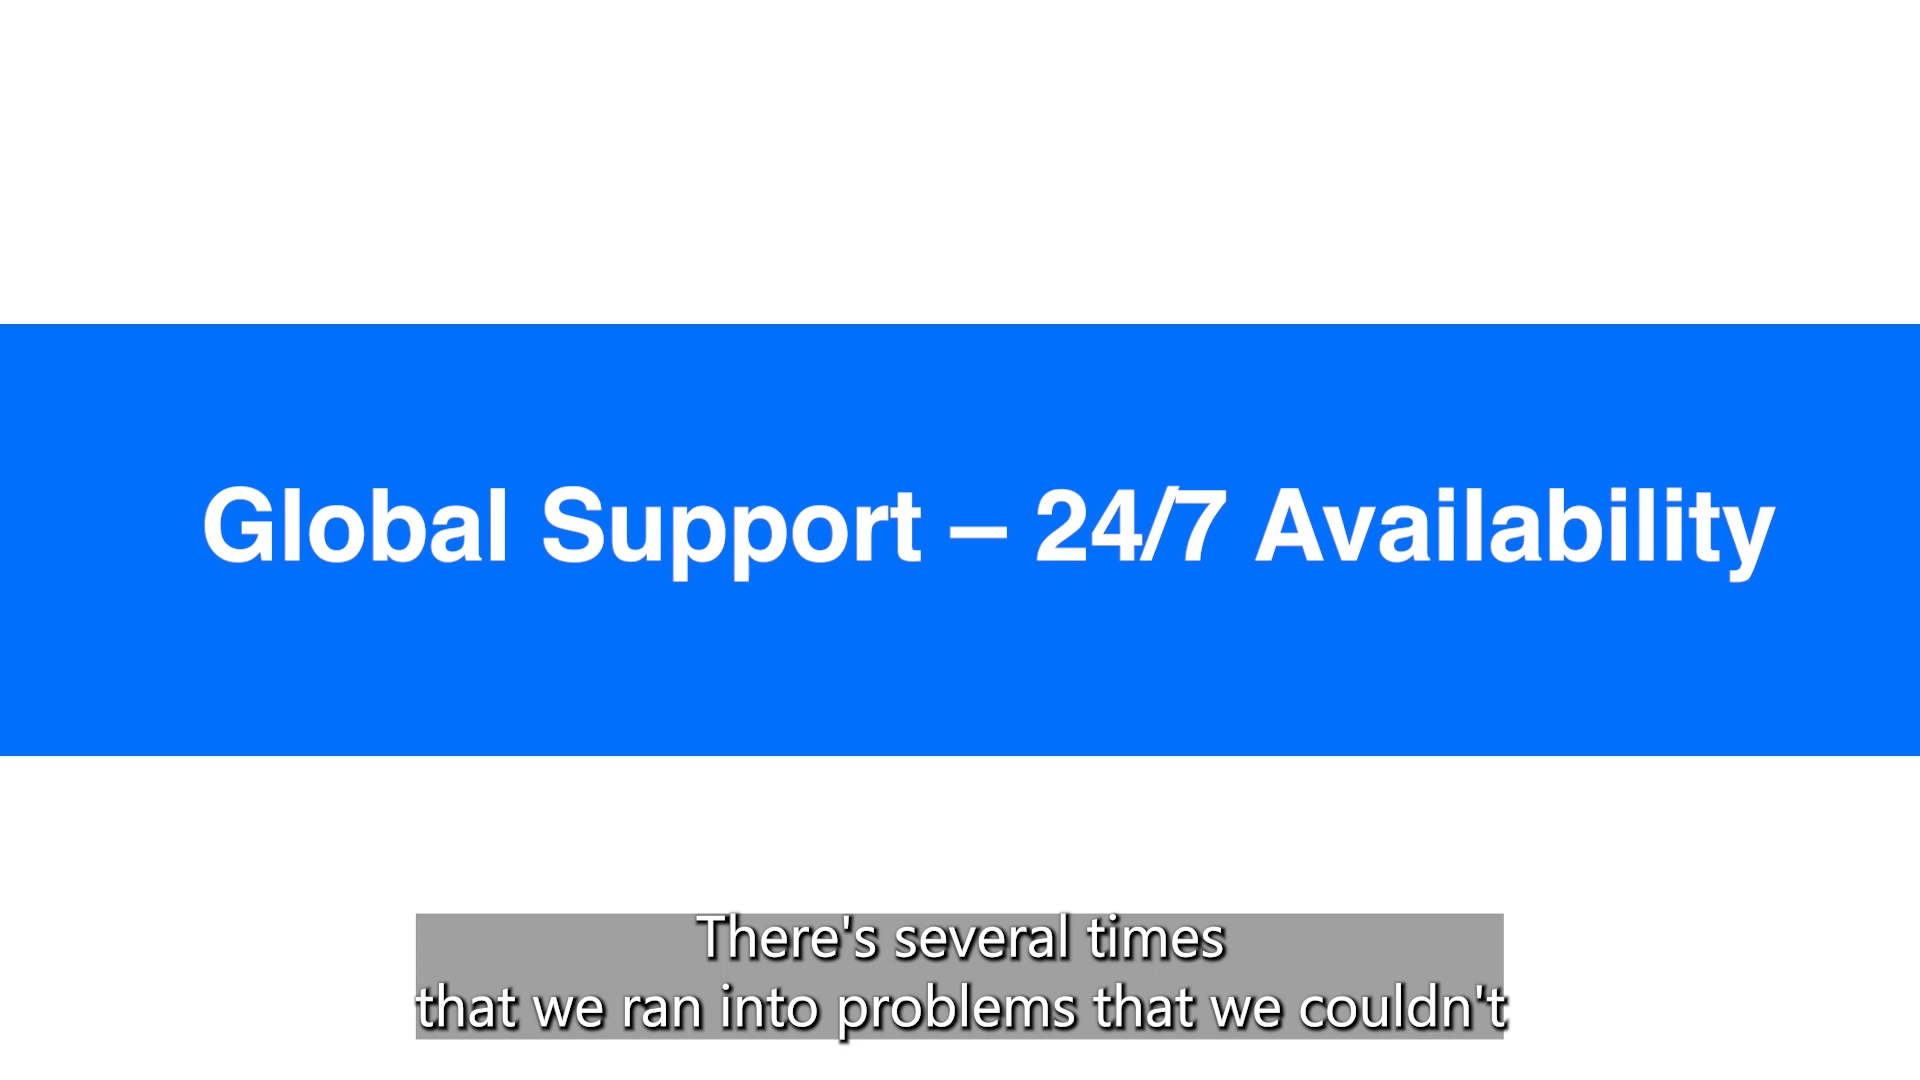 Global Support – 24/7 Availability
There's several times
that we ran into problems that we couldn't